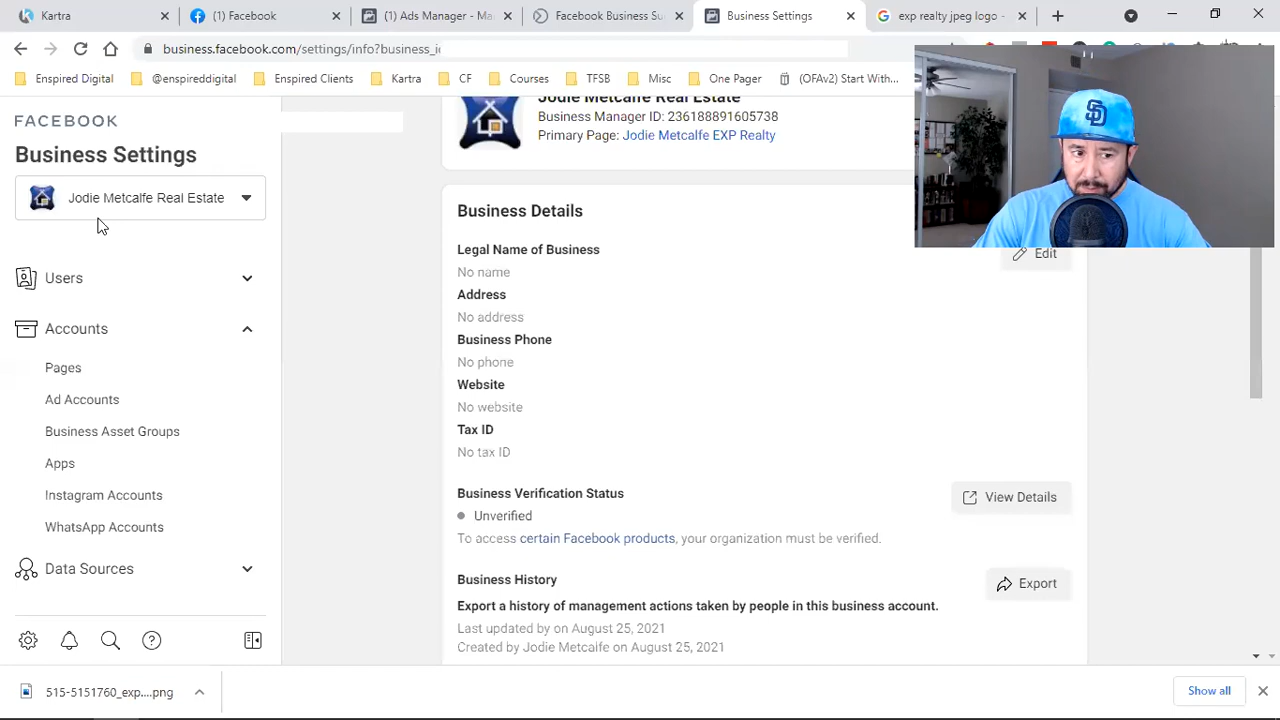 Kartra
(1) Facebook
(1) Ads Manager - Ma
Facebook Business Su
Business Settings
exp realty jpeg logo -
business.facebook.com/settings/info?business_i
Enspired Digital
@enspireddigital
Enspired Clients
Kartra
CF
Courses
TFSB
Misc
One Pager
(OFAv2) Start With...
FACEBOOK
Business Settings
Jodie Metcalfe Real Estate
Users
Accounts
Pages
Ad Accounts
Business Asset Groups
Apps
Instagram Accounts
WhatsApp Accounts
Data Sources
Jodie Metcalfe Real Estate
Business Manager ID: 236188891605738
Primary Page: Jodie Metcalfe EXP Realty
Business Details
Edit
Legal Name of Business
No name
Address
No address
Business Phone
No phone
Website
No website
Tax ID
No tax ID
Business Verification Status
View Details
Unverified
To access certain Facebook products, your organization must be verified.
Business History
Export
Export a history of management actions taken by people in this business account.
Last updated by on August 25, 2021
Created by Jodie Metcalfe on August 25, 2021
SD
515-5151760_exp....png
Show all